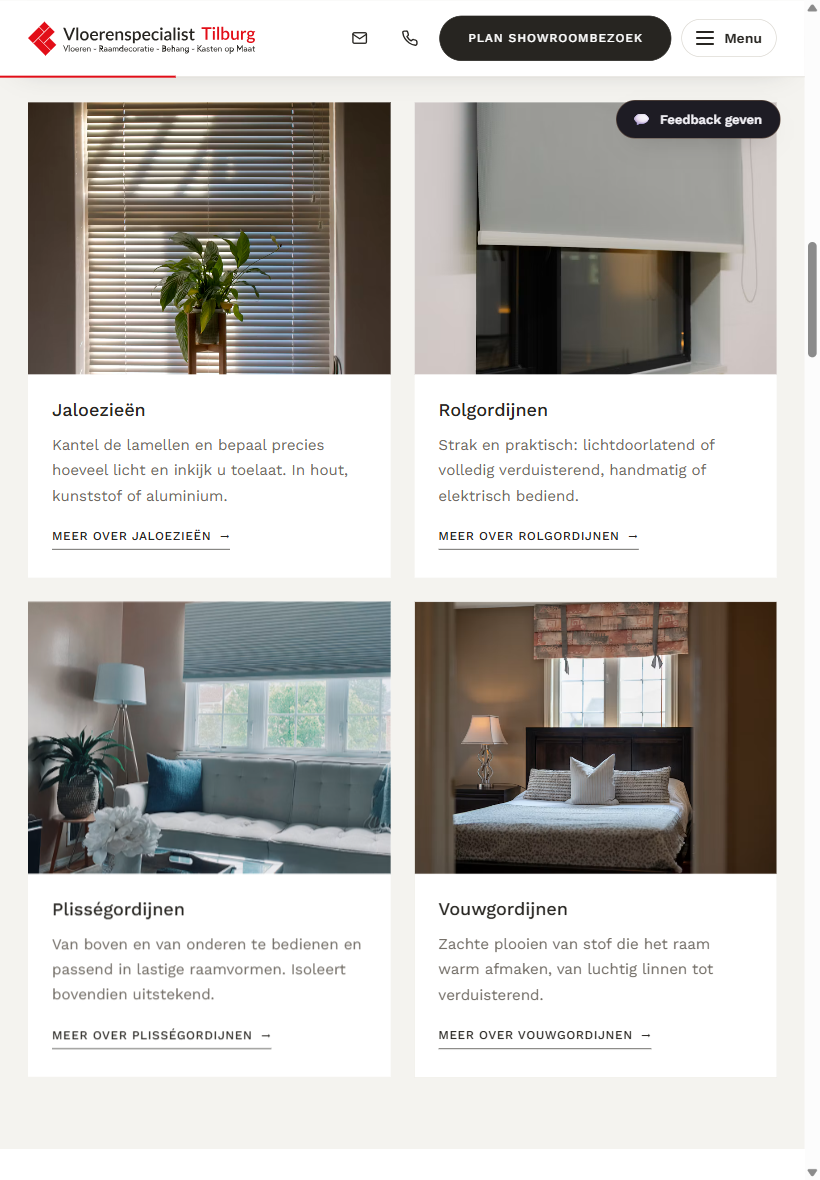 Vloerenspecialist Tilburg
Vloeren - Raamdecoratie - Behang - Kasten op Maat
PLAN SHOWROOMBEZOEK
Menu
Feedback geven
Jaloezieën
Kantel de lamellen en bepaal precies
hoeveel licht en inkijk u toelaat. In hout,
kunststof of aluminium.
MEER OVER JALOEZIEËN →
Rolgordijnen
Strak en praktisch: lichtdoorlatend of
volledig verduisterend, handmatig of
elektrisch bediend.
MEER OVER ROLGORDIJNEN →
Plisségordijnen
Van boven en van onderen te bedienen en
passend in lastige raamvormen. Isoleert
bovendien uitstekend.
MEER OVER PLISSÉGORDIJNEN →
Vouwgordijnen
Zachte plooien van stof die het raam
warm afmaken, van luchtig linnen tot
verduisterend.
MEER OVER VOUWGORDIJNEN →